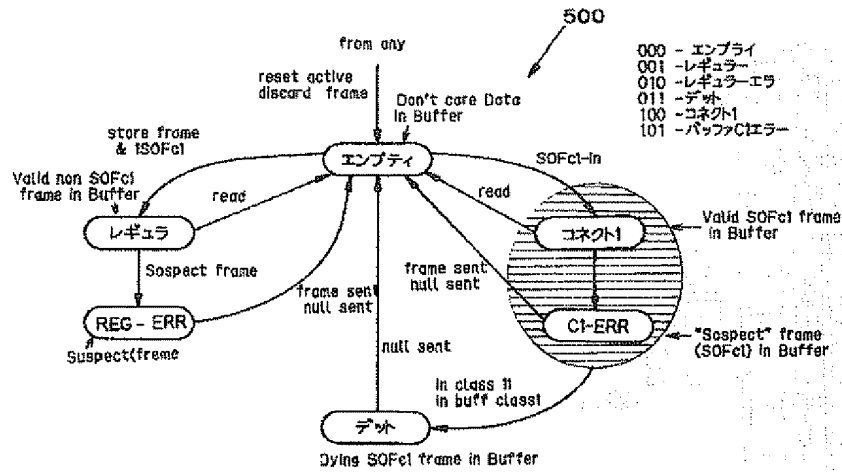 500
from any
reset active
discard frame
Don't care Data
in Buffer
000 - エンプライ
001 - レギュラー
010 - レギュラーエラ
011 - デット
100 - コネクト1
101 - バッファC1エラー
store frame
& !SOFc1
エンプティ
SOFc1-in
Valid non SOFc1
frame in Buffer
read
read
レギュラ
コネクト1
Valid SOFc1 frame
in Buffer
Sospect frame
frame sent
null sent
frame sent
null sent
REG - ERR
C1-ERR
Suspect(freme
"Suspect" frame
(SOFc1) in Buffer
null sent
In class 1!
in buff class1
デット
Dying SOFc1 frame in Buffer